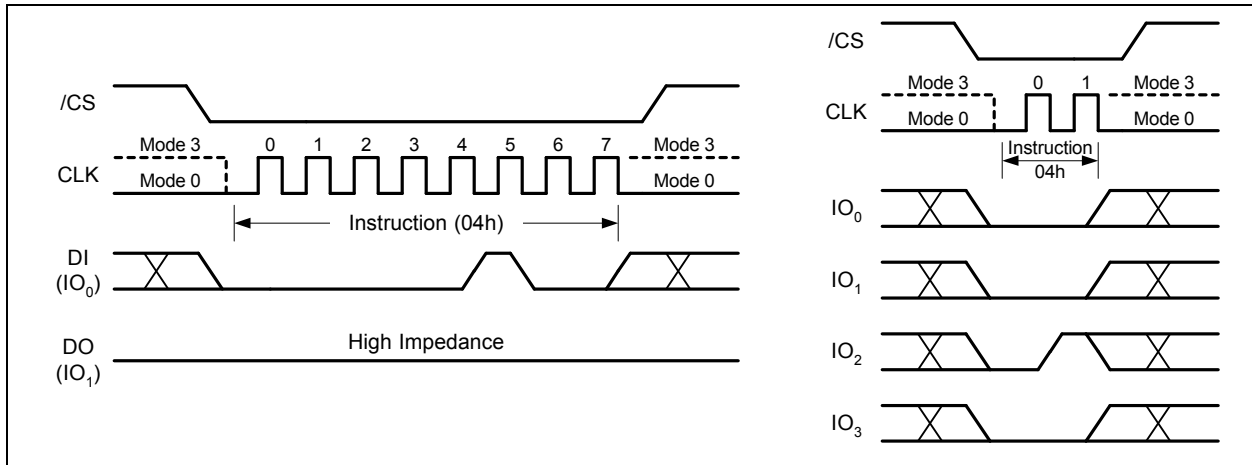 /CS
Mode 3 0 1 2 3 4 5 6 7 Mode 3
CLK
Mode 0 Mode 0
Instruction (04h)
DI
(IO0)
DO
(IO1)
High Impedance
/CS
Mode 3 0 1 Mode 3
CLK
Mode 0 Mode 0
Instruction
04h
IO0
IO1
IO2
IO3